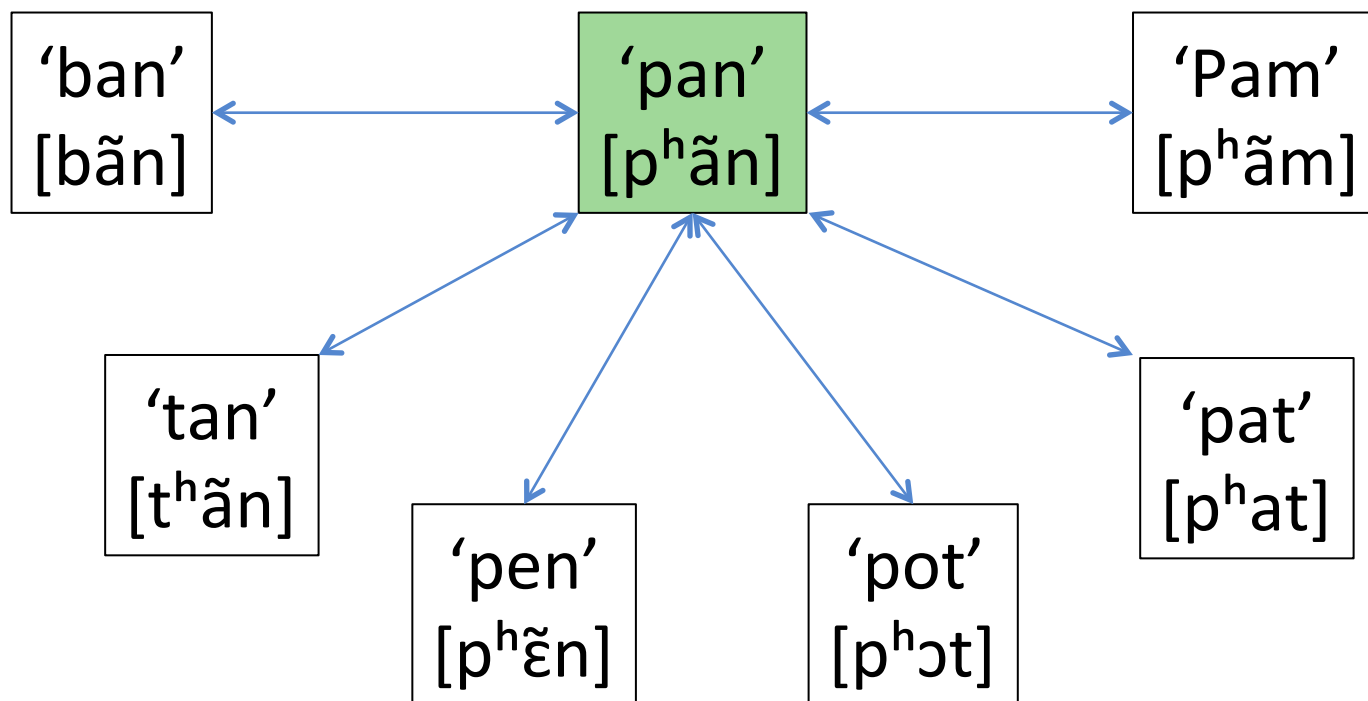 ‘ban’
[bãn]
‘pan’
[pʰãn]
‘Pam’
[pʰãm]
‘tan’
[tʰãn]
‘pen’
[pʰɛ̃n]
‘pot’
[pʰɔt]
‘pat’
[pʰat]